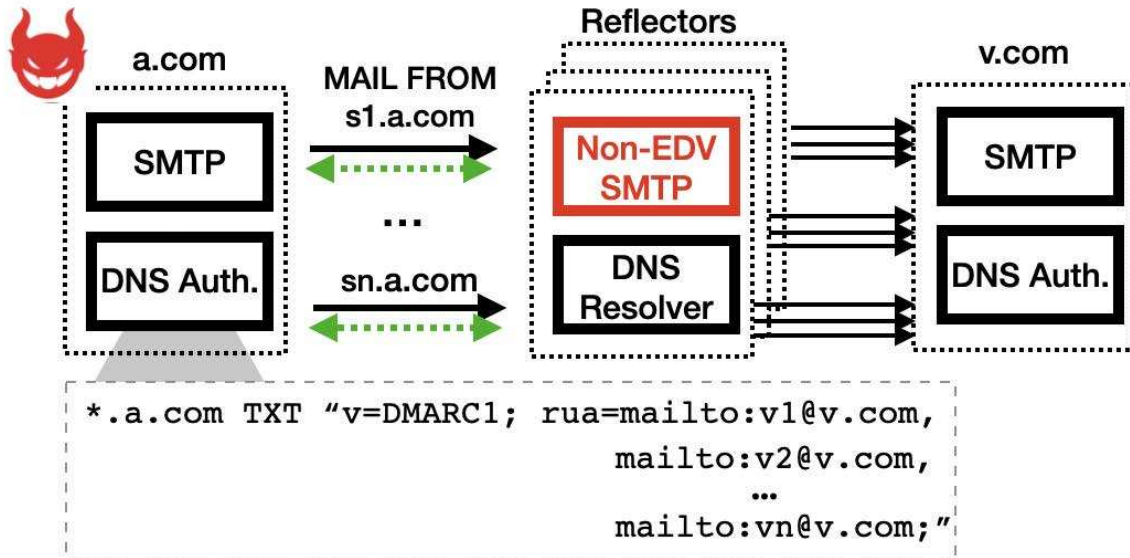 Reflectors
a.com
v.com
MAIL FROM
s1.a.com
SMTP
Non-EDV
SMTP
SMTP
...
DNS Auth.
sn.a.com
DNS
Resolver
DNS Auth.
*.a.com TXT “v=DMARC1; rua=mailto:v1@v.com,
mailto:v2@v.com,
…
mailto:vn@v.com;”